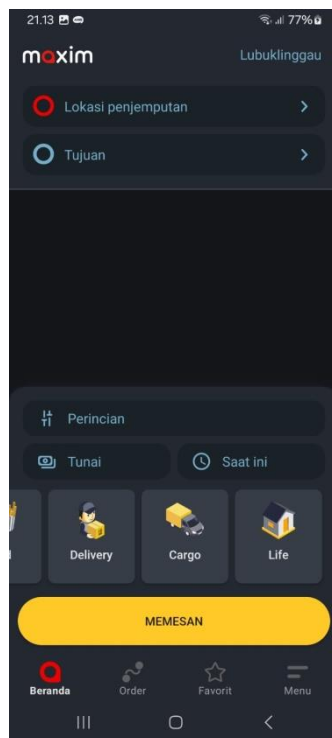 21.13 77%
maxim Lubuklinggau
Lokasi penjemputan
Tujuan
Perincian
Tunai Saat ini
Delivery Cargo Life
MEMESAN
Beranda Order Favorit Menu